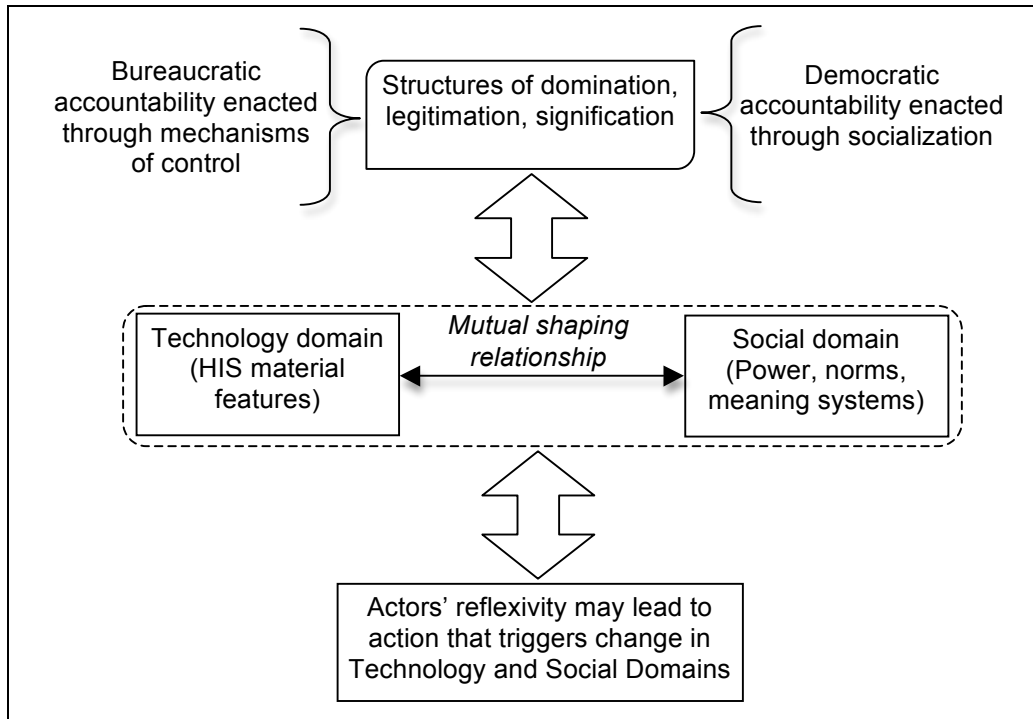 Bureaucratic
accountability enacted
through mechanisms
of control
Structures of domination,
legitimation, signification
Democratic
accountability enacted
through socialization
Technology domain
(HIS material
features)
Mutual shaping
relationship
Social domain
(Power, norms,
meaning systems)
Actors’ reflexivity may lead to
action that triggers change in
Technology and Social Domains